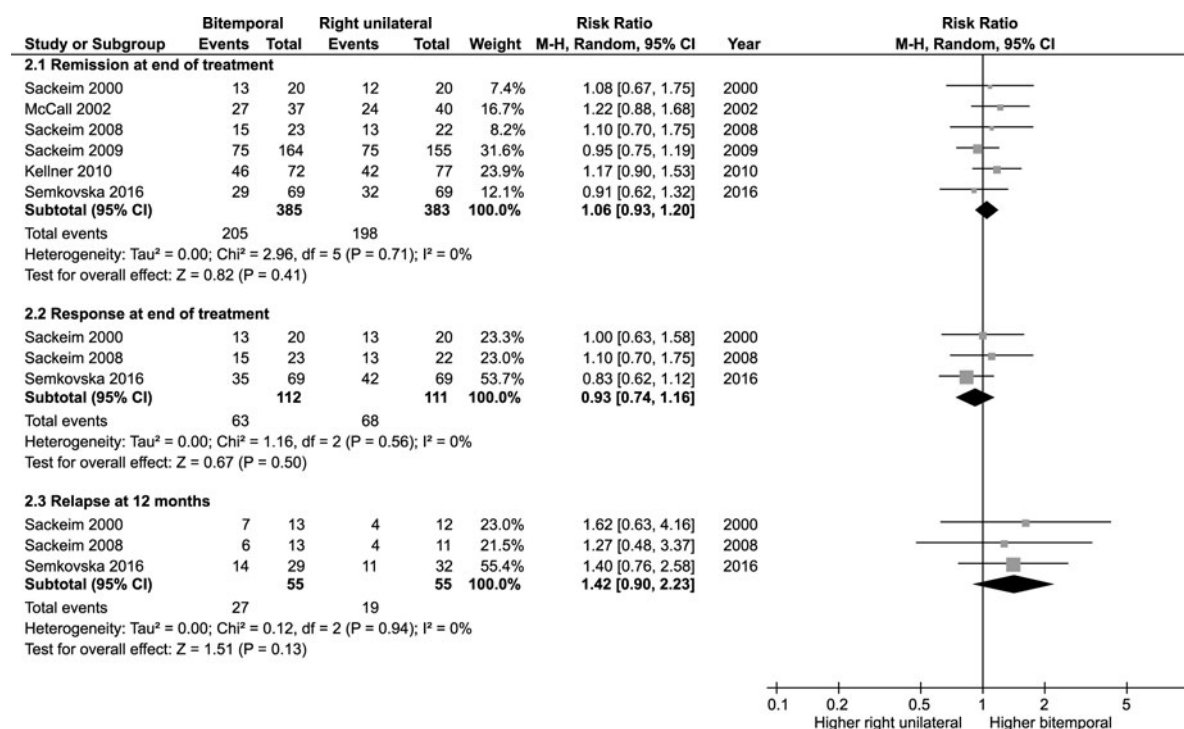 Bitemporal Right unilateral Risk Ratio Risk Ratio
Study or Subgroup Events Total Events Total Weight M-H, Random, 95% CI Year M-H, Random, 95% CI
2.1 Remission at end of treatment
Sackeim 2000 13 20 12 20 7.4% 1.08 [0.67, 1.75] 2000
McCall 2002 27 37 24 40 16.7% 1.22 [0.88, 1.68] 2002
Sackeim 2008 15 23 13 22 8.2% 1.10 [0.70, 1.75] 2008
Sackeim 2009 75 164 75 155 31.6% 0.95 [0.75, 1.19] 2009
Kellner 2010 46 72 42 77 23.9% 1.17 [0.90, 1.53] 2010
Semkovska 2016 29 69 32 69 12.1% 0.91 [0.62, 1.32] 2016
Subtotal (95% CI) 385 383 100.0% 1.06 [0.93, 1.20]
Total events 205 198
Heterogeneity: Tau² = 0.00; Chi² = 2.96, df = 5 (P = 0.71); I² = 0%
Test for overall effect: Z = 0.82 (P = 0.41)
2.2 Response at end of treatment
Sackeim 2000 13 20 13 20 23.3% 1.00 [0.63, 1.58] 2000
Sackeim 2008 15 23 13 22 23.0% 1.10 [0.70, 1.75] 2008
Semkovska 2016 35 69 42 69 53.7% 0.83 [0.62, 1.12] 2016
Subtotal (95% CI) 112 111 100.0% 0.93 [0.74, 1.16]
Total events 63 68
Heterogeneity: Tau² = 0.00; Chi² = 1.16, df = 2 (P = 0.56); I² = 0%
Test for overall effect: Z = 0.67 (P = 0.50)
2.3 Relapse at 12 months
Sackeim 2000 7 13 4 12 23.0% 1.62 [0.63, 4.16] 2000
Sackeim 2008 6 13 4 11 21.5% 1.27 [0.48, 3.37] 2008
Semkovska 2016 14 29 11 32 55.4% 1.40 [0.76, 2.58] 2016
Subtotal (95% CI) 55 55 100.0% 1.42 [0.90, 2.23]
Total events 27 19
Heterogeneity: Tau² = 0.00; Chi² = 0.12, df = 2 (P = 0.94); I² = 0%
Test for overall effect: Z = 1.51 (P = 0.13)
0.1 0.2 0.5 1 2 5
Higher right unilateral Higher bitemporal